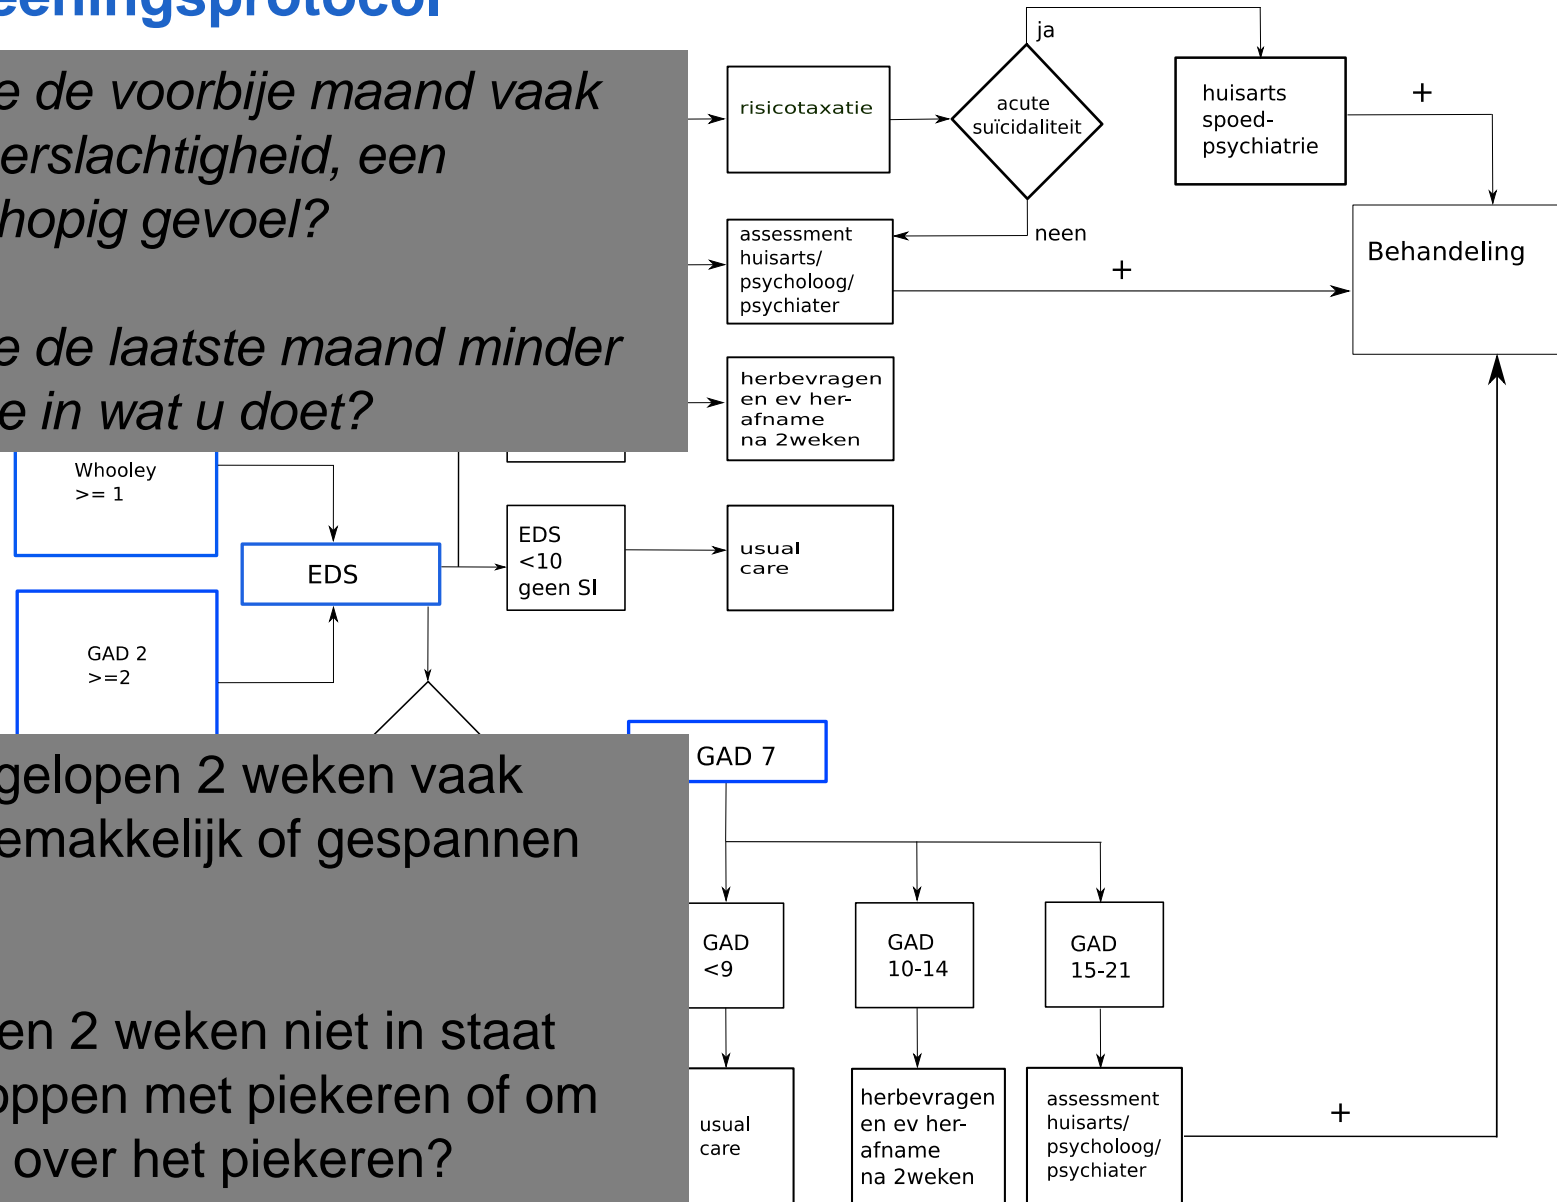 eeningsprotocol
e de voorbije maand vaak
erslachtigheid, een
hopig gevoel?
e de laatste maand minder
e in wat u doet?
risicotaxatie
ja
acute
suïcidaliteit
neen
huisarts
spoed-
psychiatrie
+
assessment
huisarts/
psycholoog/
psychiater
+
Behandeling
herbevragen
en ev her-
afname
na 2weken
Whooley
>= 1
EDS
EDS
<10
geen SI
usual
care
GAD 2
>=2
gelopen 2 weken vaak
emakkelijk of gespannen
en 2 weken niet in staat
oppen met piekeren of om
over het piekeren?
GAD 7
GAD
<9
GAD
10-14
GAD
15-21
usual
care
herbevragen
en ev her-
afname
na 2weken
assessment
huisarts/
psycholoog/
psychiater
+